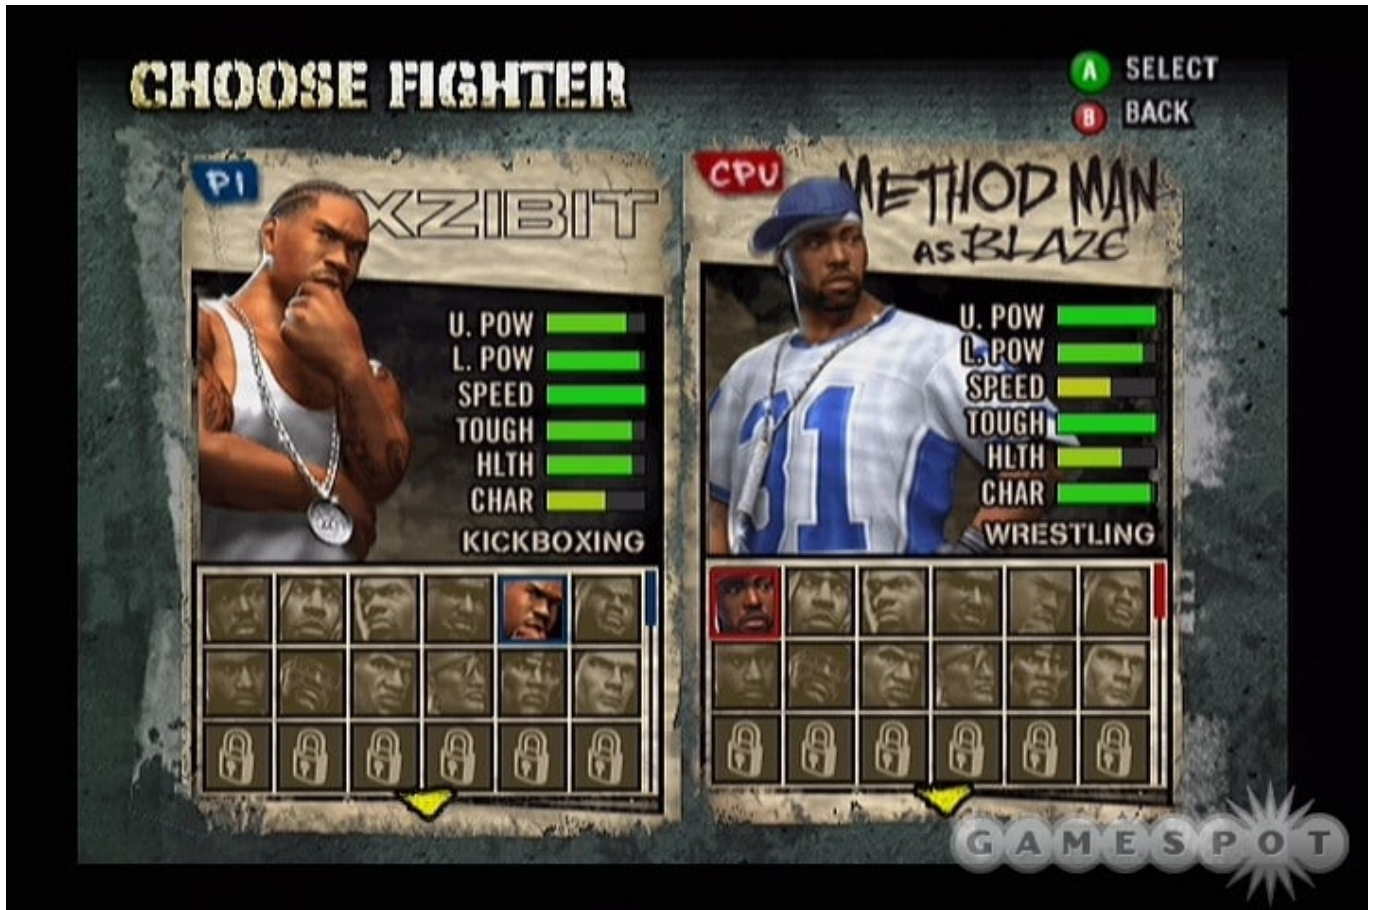 CHOOSE FIGHTER
A SELECT
B BACK
P1
XZIBIT
U. POW
L. POW
SPEED
TOUGH
HLTH
CHAR
KICKBOXING
CPU
METHOD MAN
AS BLAZE
U. POW
L. POW
SPEED
TOUGH
HLTH
CHAR
WRESTLING
31
GAMESPOT